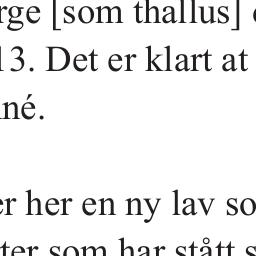 rge [som thallus]
13. Det er klart at
né.
er her en ny lav so
ter som har stått s